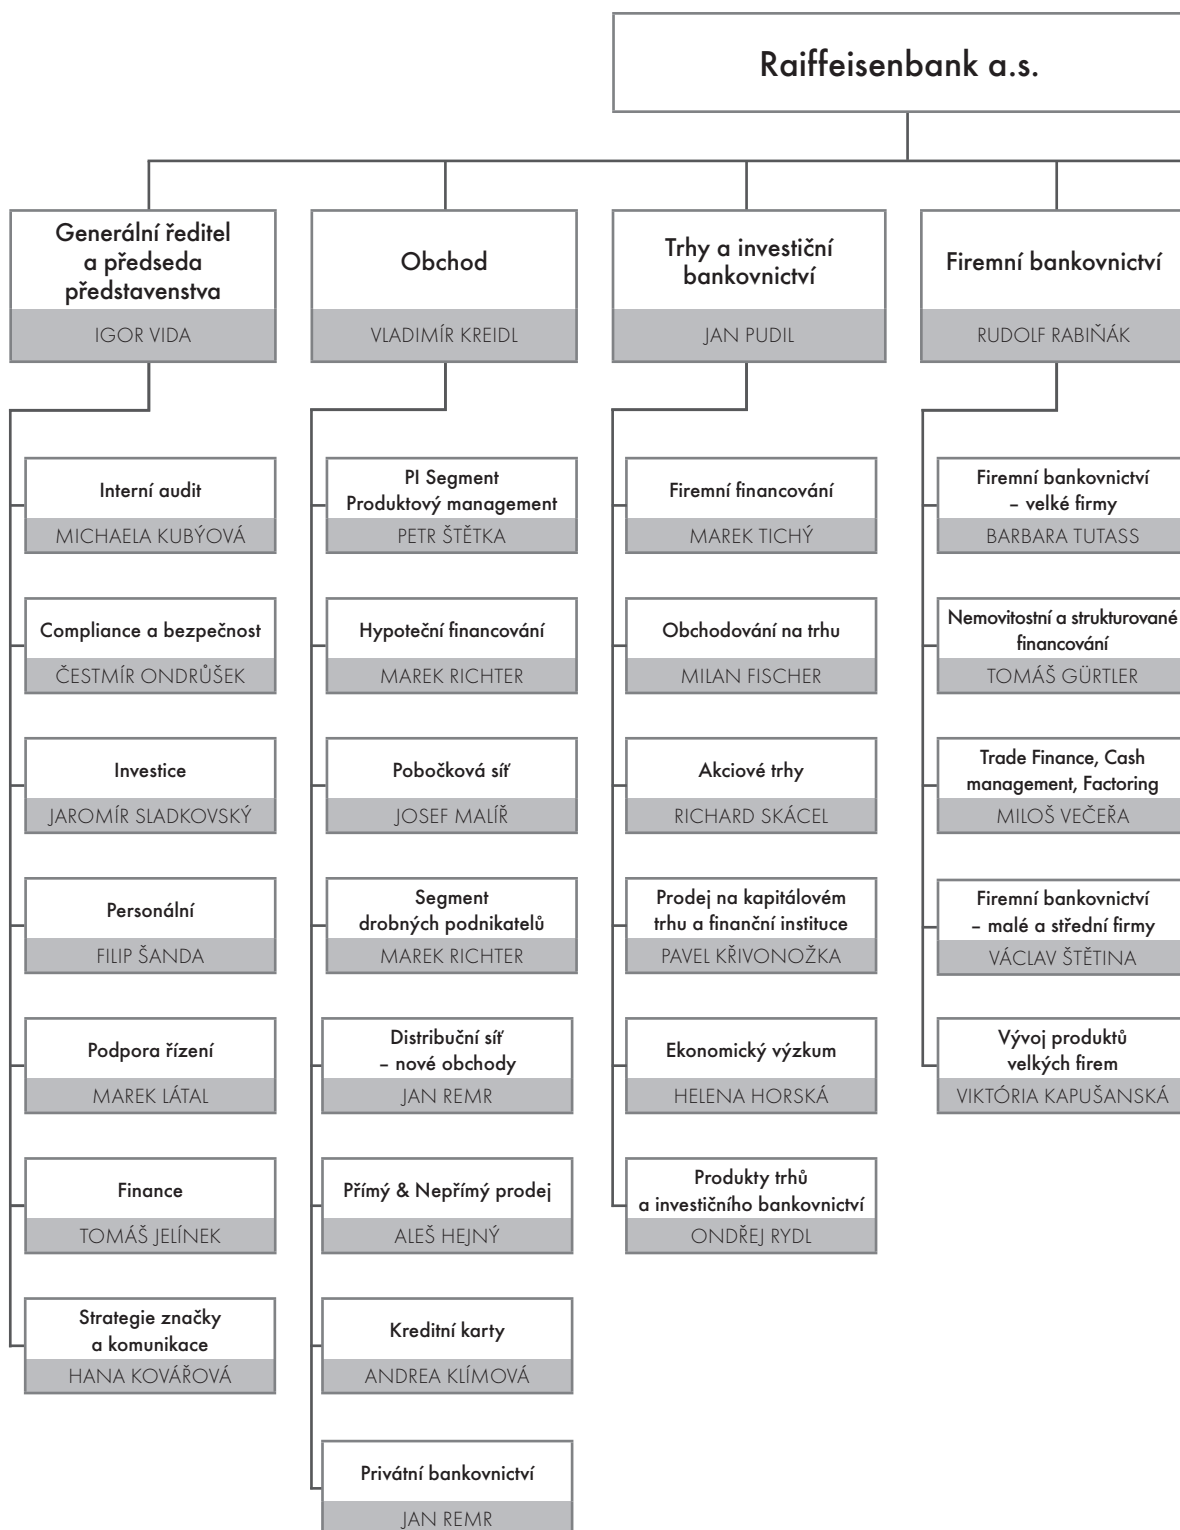 Raiffeisenbank a.s.
Generální ředitel
a předseda
představenstva
IGOR VIDA
Interní audit
MICHAELA KUBÝOVÁ
Compliance a bezpečnost
ČESTMÍR ONDRŮŠEK
Investice
JAROMÍR SLADKOVSKÝ
Personální
FILIP ŠANDA
Podpora řízení
MAREK LÁTAL
Finance
TOMÁŠ JELÍNEK
Strategie značky
a komunikace
HANA KOVÁŘOVÁ
Obchod
VLADIMÍR KREIDL
PI Segment
Produktový management
PETR ŠTĚTKA
Hypoteční financování
MAREK RICHTER
Pobočková síť
JOSEF MALÍŘ
Segment
drobných podnikatelů
MAREK RICHTER
Distribuční síť
– nové obchody
JAN REMR
Přímý & Nepřímý prodej
ALEŠ HEJNÝ
Kreditní karty
ANDREA KLÍMOVÁ
Privátní bankovnictví
JAN REMR
Trhy a investiční
bankovnictví
JAN PUDIL
Firemní financování
MAREK TICHÝ
Obchodování na trhu
MILAN FISCHER
Akciové trhy
RICHARD SKÁCEL
Prodej na kapitálovém
trhu a finanční instituce
PAVEL KŘIVONOŽKA
Ekonomický výzkum
HELENA HORSKÁ
Produkty trhů
a investičního bankovnictví
ONDŘEJ RYDL
Firemní bankovnictví
RUDOLF RABIŇÁK
Firemní bankovnictví
– velké firmy
BARBARA TUTASS
Nemovitostní a strukturované
financování
TOMÁŠ GÜRTLER
Trade Finance, Cash
management, Factoring
MILOŠ VEČEŘA
Firemní bankovnictví
– malé a střední firmy
VÁCLAV ŠTĚTINA
Vývoj produktů
velkých firem
VIKTÓRIA KAPUŠANSKÁ